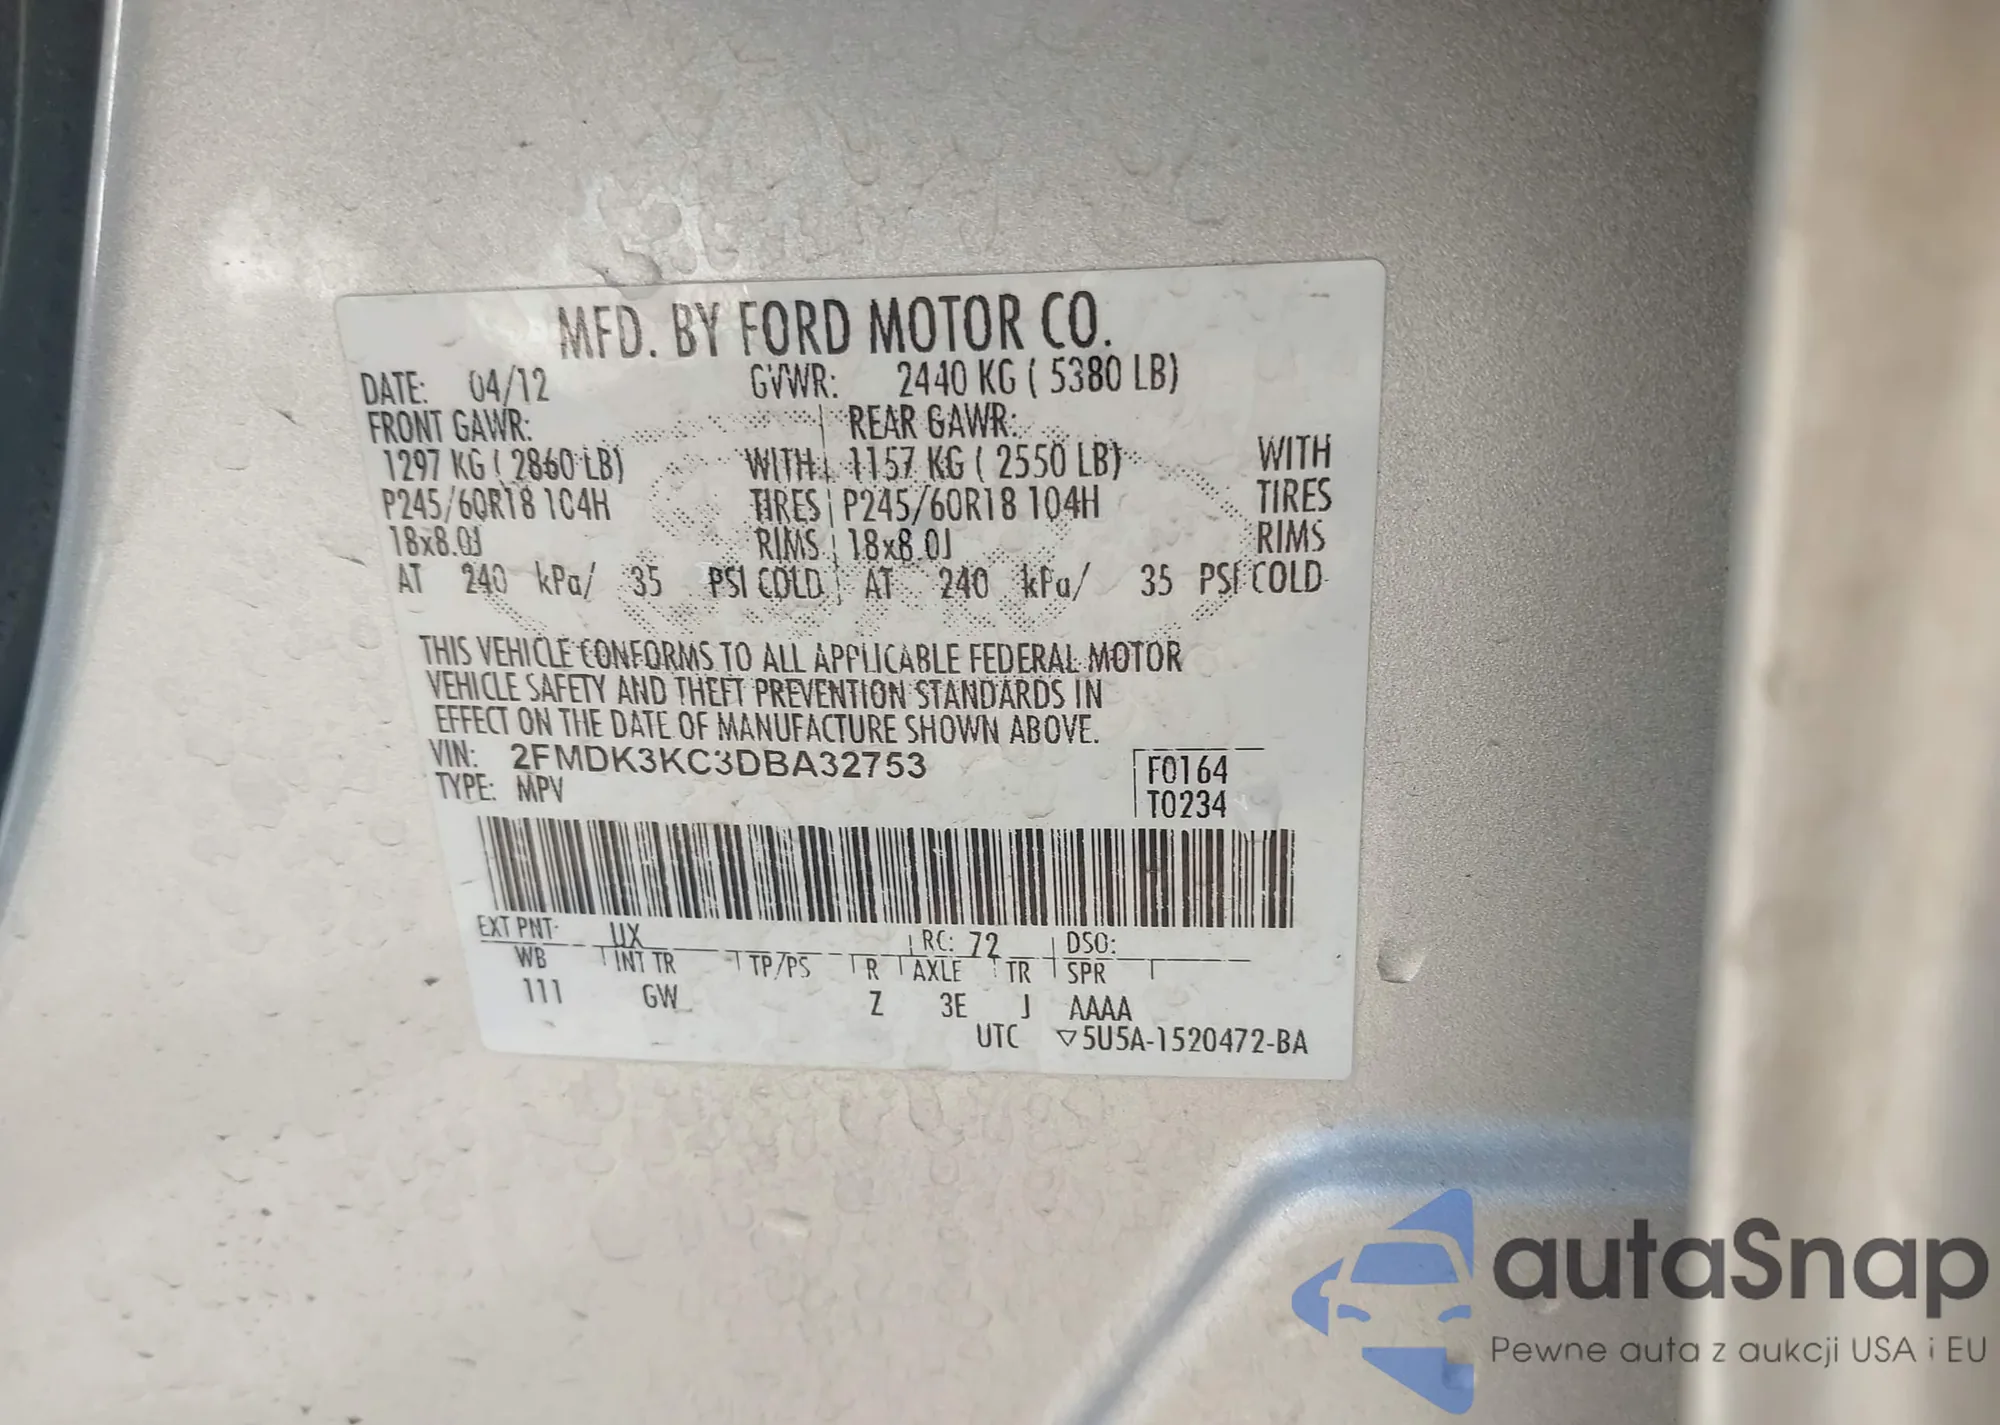 MFD. BY FORD MOTOR CO.
DATE: 04/12 GVWR: 2440 KG ( 5380 LB)
FRONT GAWR: REAR GAWR:
1297 KG ( 2860 LB) WITH 1157 KG ( 2550 LB) WITH
P245/60R18 104H TIRES P245/60R18 104H TIRES
18x8.0J RIMS 18x8.0J RIMS
AT 240 kPa/ 35 PSI COLD AT 240 kPa/ 35 PSI COLD
THIS VEHICLE CONFORMS TO ALL APPLICABLE FEDERAL MOTOR
VEHICLE SAFETY AND THEFT PREVENTION STANDARDS IN
EFFECT ON THE DATE OF MANUFACTURE SHOWN ABOVE.
VIN: 2FMDK3KC3DBA32753 F0164
TYPE: MPV T0234
EXT PNT: UX RC: 72 DSO:
WB INT TR TP/PS R AXLE TR SPR
111 GW Z 3E J AAAA
UTC ▽5U5A-1520472-BA
autaSnap
Pewne auta z aukcji USA i EU